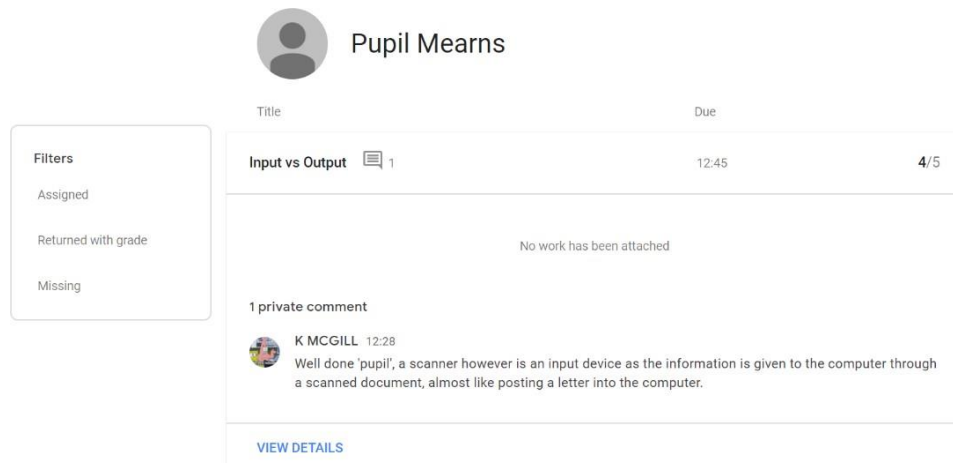 Pupil Mearns
Title Due
Filters
Assigned
Returned with grade
Missing
Input vs Output 1 12:45 4/5
No work has been attached
1 private comment
K MCGILL 12:28
Well done 'pupil', a scanner however is an input device as the information is given to the computer through
a scanned document, almost like posting a letter into the computer.
VIEW DETAILS